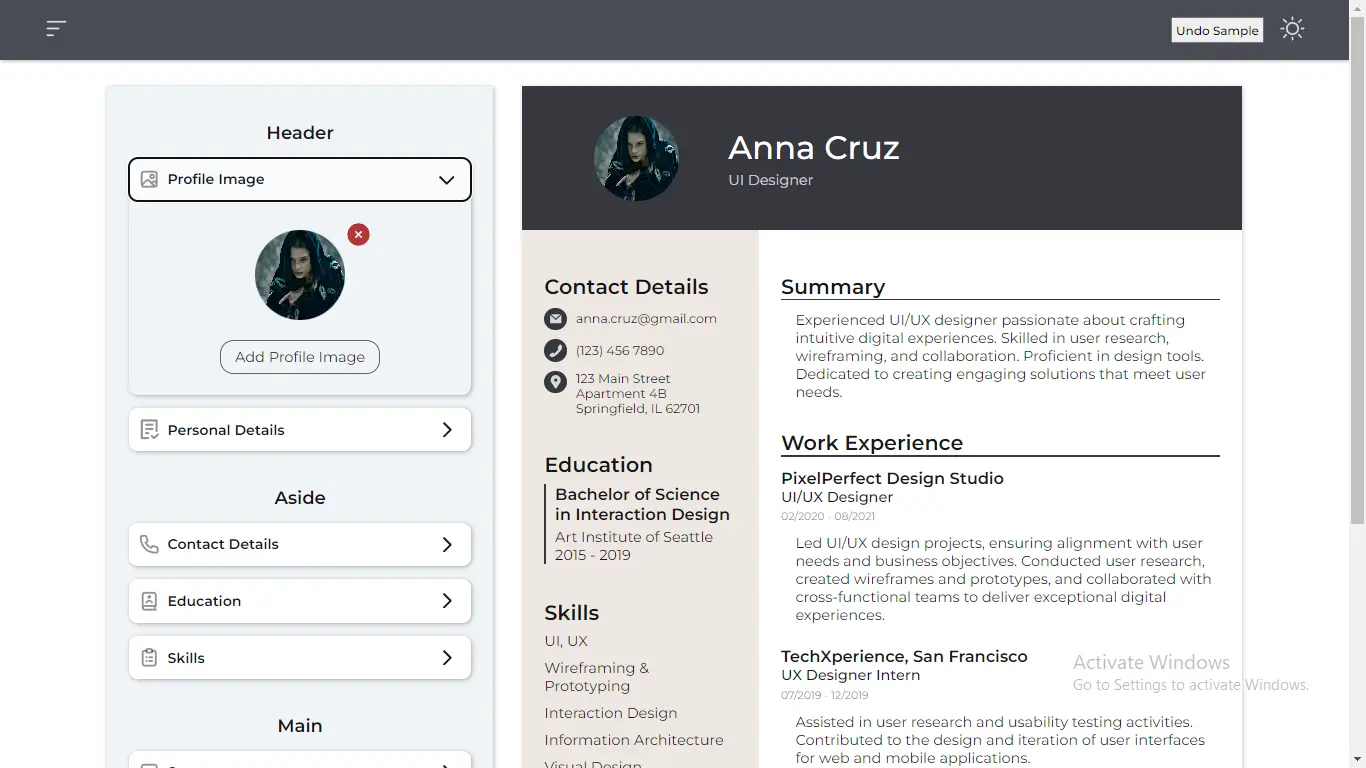 Undo Sample
Header
Profile Image
Add Profile Image
Personal Details
Aside
Contact Details
Education
Skills
Main
Anna Cruz
UI Designer
Contact Details
anna.cruz@gmail.com
(123) 456 7890
123 Main Street
Apartment 4B
Springfield, IL 62701
Education
Bachelor of Science
in Interaction Design
Art Institute of Seattle
2015 - 2019
Skills
UI, UX
Wireframing &
Prototyping
Interaction Design
Information Architecture
Visual Design
Summary
Experienced UI/UX designer passionate about crafting
intuitive digital experiences. Skilled in user research,
wireframing, and collaboration. Proficient in design tools.
Dedicated to creating engaging solutions that meet user
needs.
Work Experience
PixelPerfect Design Studio
UI/UX Designer
02/2020 - 08/2021
Led UI/UX design projects, ensuring alignment with user
needs and business objectives. Conducted user research,
created wireframes and prototypes, and collaborated with
cross-functional teams to deliver exceptional digital
experiences.
TechXperience, San Francisco
UX Designer Intern
07/2019 - 12/2019
Assisted in user research and usability testing activities.
Contributed to the design and iteration of user interfaces
for web and mobile applications.
Activate Windows
Go to Settings to activate Windows.